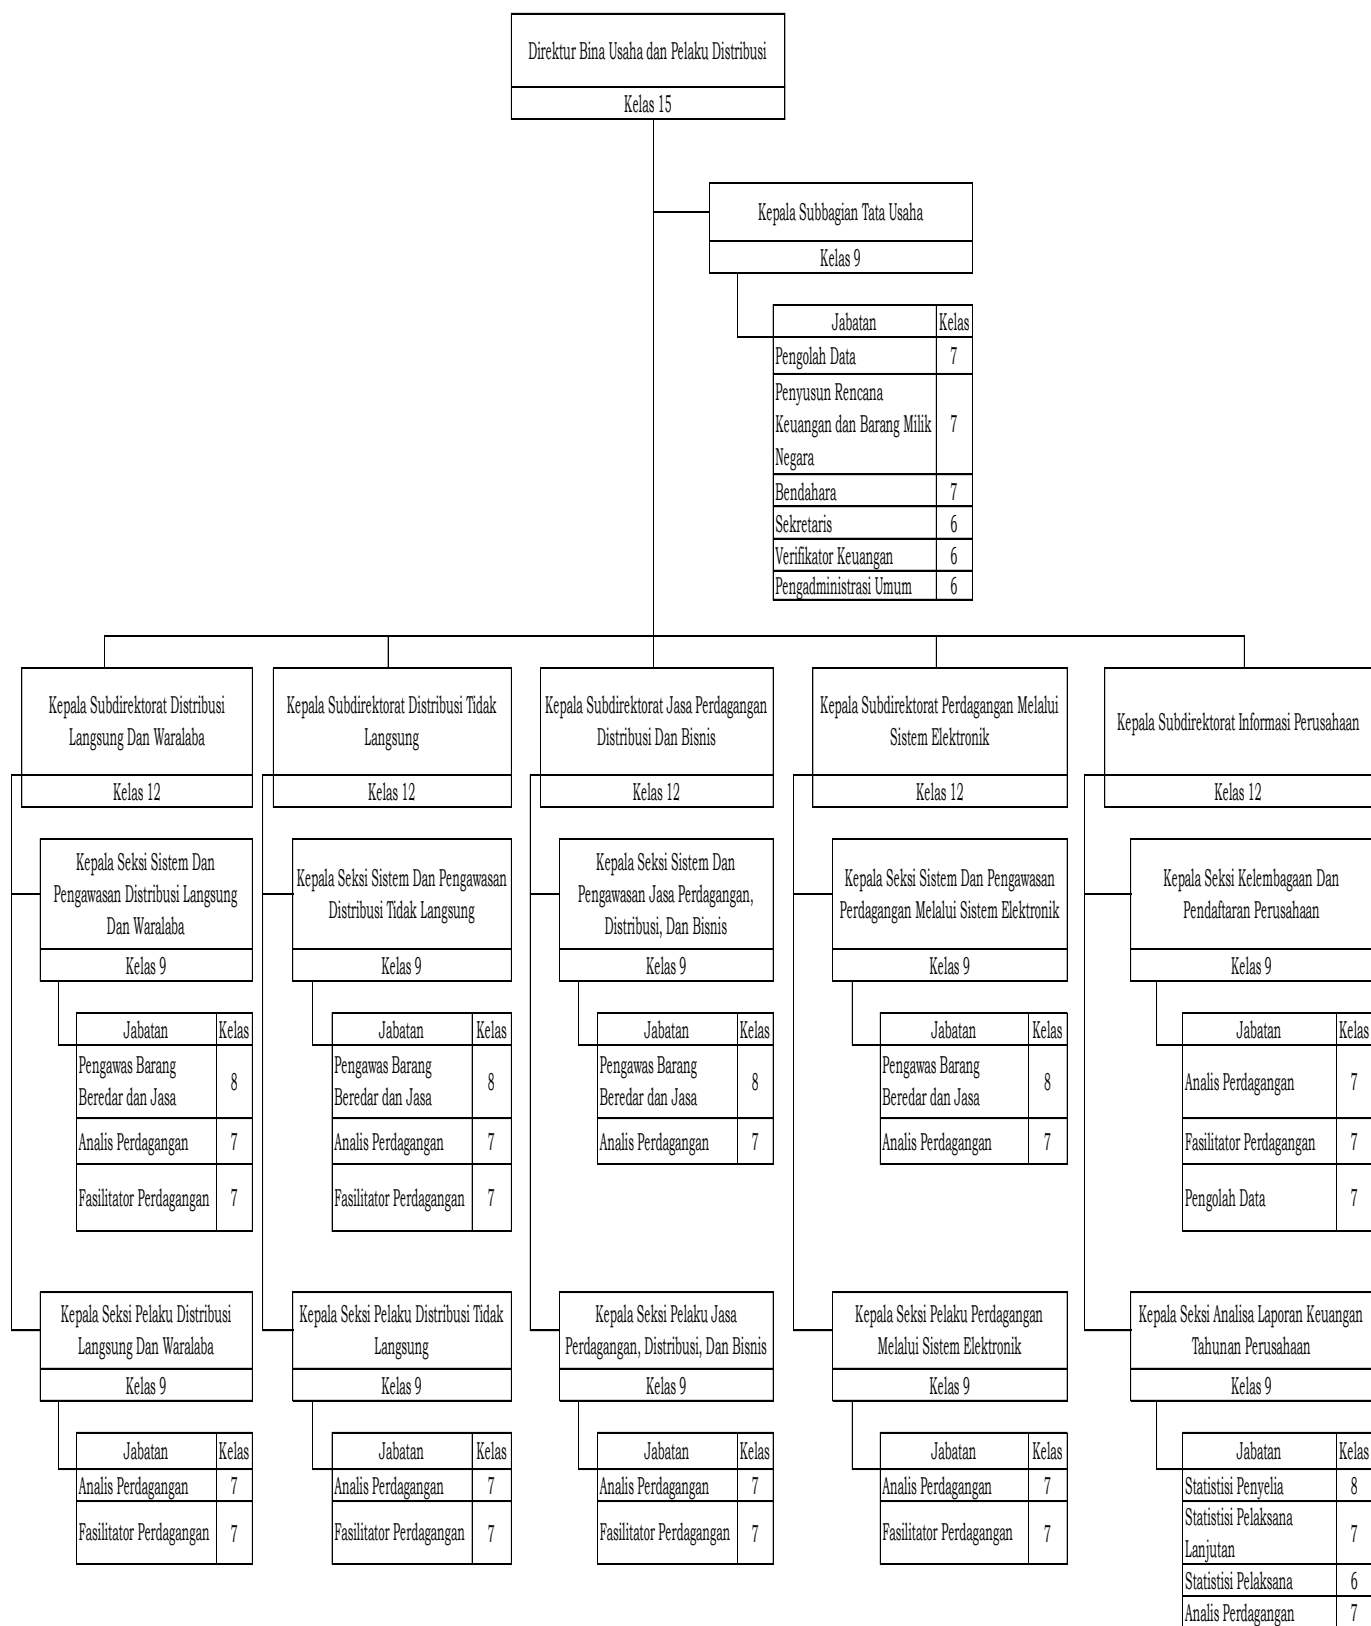 Direktur Bina Usaha dan Pelaku Distribusi
Kelas 15
Kepala Subbagian Tata Usaha
Kelas 9
Jabatan Kelas
Pengolah Data 7
Penyusun Rencana
Keuangan dan Barang Milik 7
Negara
Bendahara 7
Sekretaris 6
Verifikator Keuangan 6
Pengadministrasi Umum 6
Kepala Subdirektorat Distribusi
Langsung Dan Waralaba
Kelas 12
Kepala Seksi Sistem Dan
Pengawasan Distribusi Langsung
Dan Waralaba
Kelas 9
Jabatan Kelas
Pengawas Barang
Beredar dan Jasa 8
Analis Perdagangan 7
Fasilitator Perdagangan 7
Kepala Seksi Pelaku Distribusi
Langsung Dan Waralaba
Kelas 9
Jabatan Kelas
Analis Perdagangan 7
Fasilitator Perdagangan 7
Kepala Subdirektorat Distribusi Tidak
Langsung
Kelas 12
Kepala Seksi Sistem Dan Pengawasan
Distribusi Tidak Langsung
Kelas 9
Jabatan Kelas
Pengawas Barang
Beredar dan Jasa 8
Analis Perdagangan 7
Fasilitator Perdagangan 7
Kepala Seksi Pelaku Distribusi Tidak
Langsung
Kelas 9
Jabatan Kelas
Analis Perdagangan 7
Fasilitator Perdagangan 7
Kepala Subdirektorat Jasa Perdagangan
Distribusi Dan Bisnis
Kelas 12
Kepala Seksi Sistem Dan
Pengawasan Jasa Perdagangan,
Distribusi, Dan Bisnis
Kelas 9
Jabatan Kelas
Pengawas Barang
Beredar dan Jasa 8
Analis Perdagangan 7
Kepala Seksi Pelaku Jasa
Perdagangan, Distribusi, Dan Bisnis
Kelas 9
Jabatan Kelas
Analis Perdagangan 7
Fasilitator Perdagangan 7
Kepala Subdirektorat Perdagangan Melalui
Sistem Elektronik
Kelas 12
Kepala Seksi Sistem Dan Pengawasan
Perdagangan Melalui Sistem Elektronik
Kelas 9
Jabatan Kelas
Pengawas Barang
Beredar dan Jasa 8
Analis Perdagangan 7
Kepala Seksi Pelaku Perdagangan
Melalui Sistem Elektronik
Kelas 9
Jabatan Kelas
Analis Perdagangan 7
Fasilitator Perdagangan 7
Kepala Subdirektorat Informasi Perusahaan
Kelas 12
Kepala Seksi Kelembagaan Dan
Pendaftaran Perusahaan
Kelas 9
Jabatan Kelas
Analis Perdagangan 7
Fasilitator Perdagangan 7
Pengolah Data 7
Kepala Seksi Analisa Laporan Keuangan
Tahunan Perusahaan
Kelas 9
Jabatan Kelas
Statistisi Penyelia 8
Statistisi Pelaksana
Lanjutan 7
Statistisi Pelaksana 6
Analis Perdagangan 7